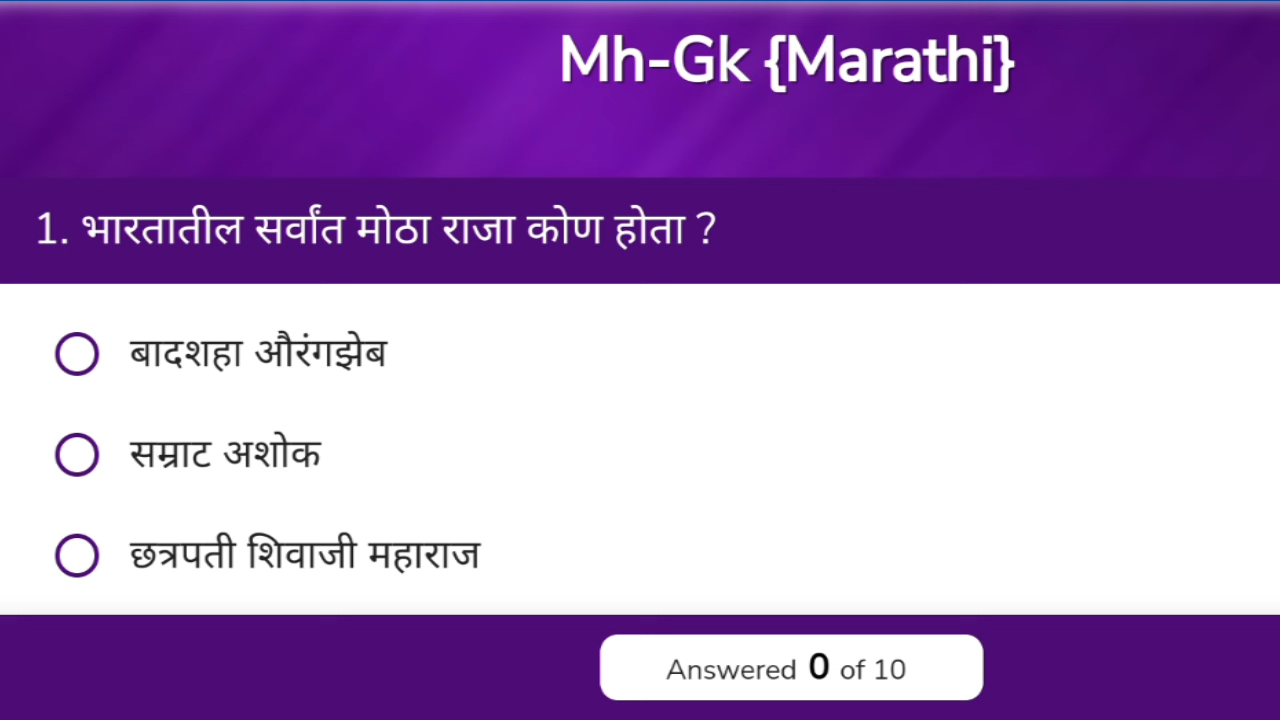 Mh-Gk {Marathi}
1. भारतातील सर्वांत मोठा राजा कोण होता ?
बादशहा औरंगझेब
सम्राट अशोक
छत्रपती शिवाजी महाराज
Answered 0 of 10